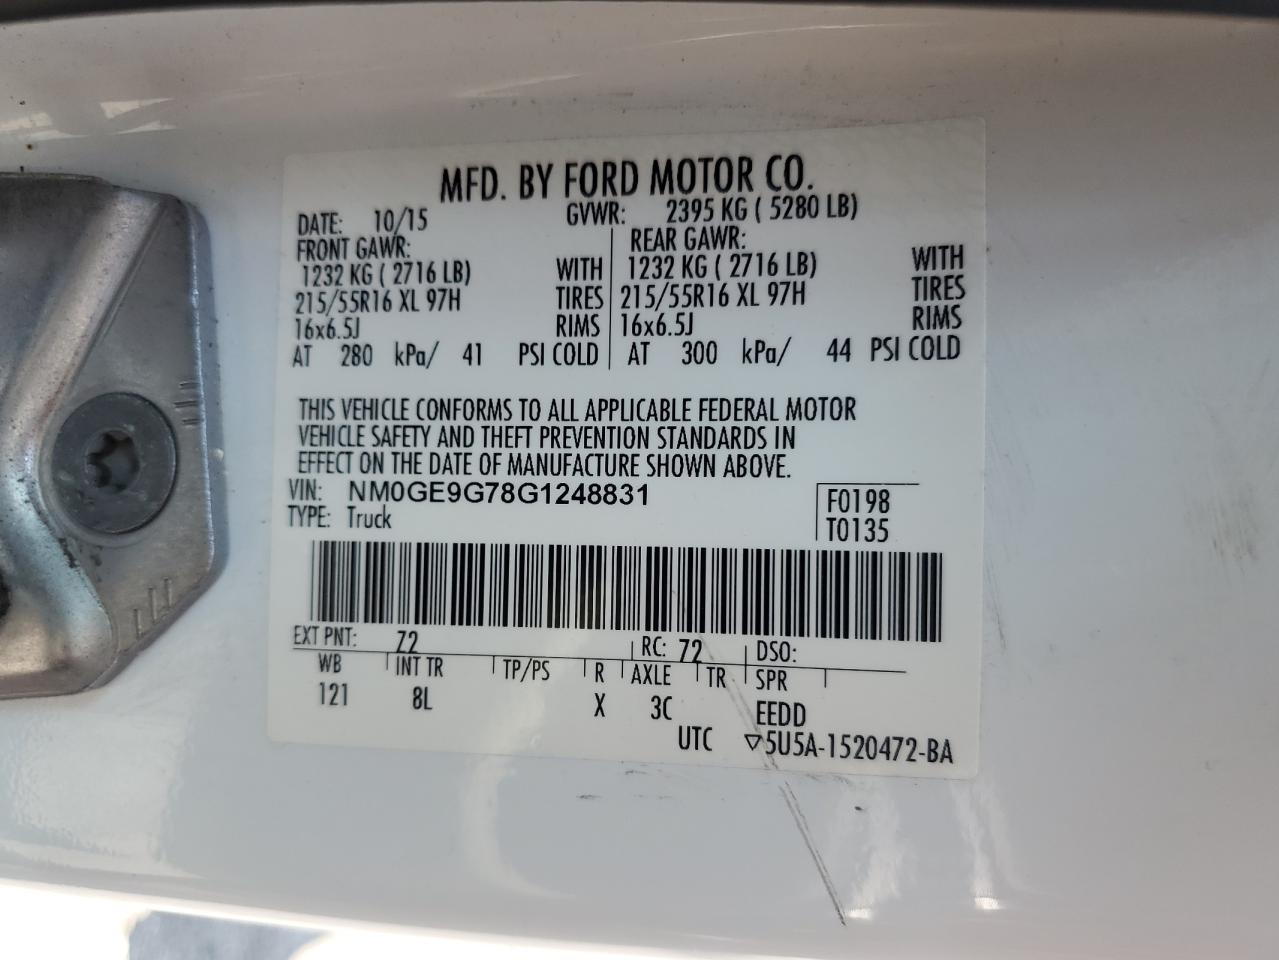 MFD. BY FORD MOTOR CO.
DATE: 10/15 GVWR: 2395 KG ( 5280 LB)
FRONT GAWR: REAR GAWR:
1232 KG ( 2716 LB) WITH 1232 KG ( 2716 LB) WITH
215/55R16 XL 97H TIRES 215/55R16 XL 97H TIRES
16x6.5J RIMS 16x6.5J RIMS
AT 280 kPa/ 41 PSI COLD AT 300 kPa/ 44 PSI COLD
THIS VEHICLE CONFORMS TO ALL APPLICABLE FEDERAL MOTOR
VEHICLE SAFETY AND THEFT PREVENTION STANDARDS IN
EFFECT ON THE DATE OF MANUFACTURE SHOWN ABOVE.
VIN: NM0GE9G78G1248831 F0198
TYPE: Truck T0135
EXT PNT: 7Z RC: 72 DSO:
WB INT TR TP/PS R AXLE TR SPR
121 8L X 3C EEDD
UTC ▽5U5A-1520472-BA